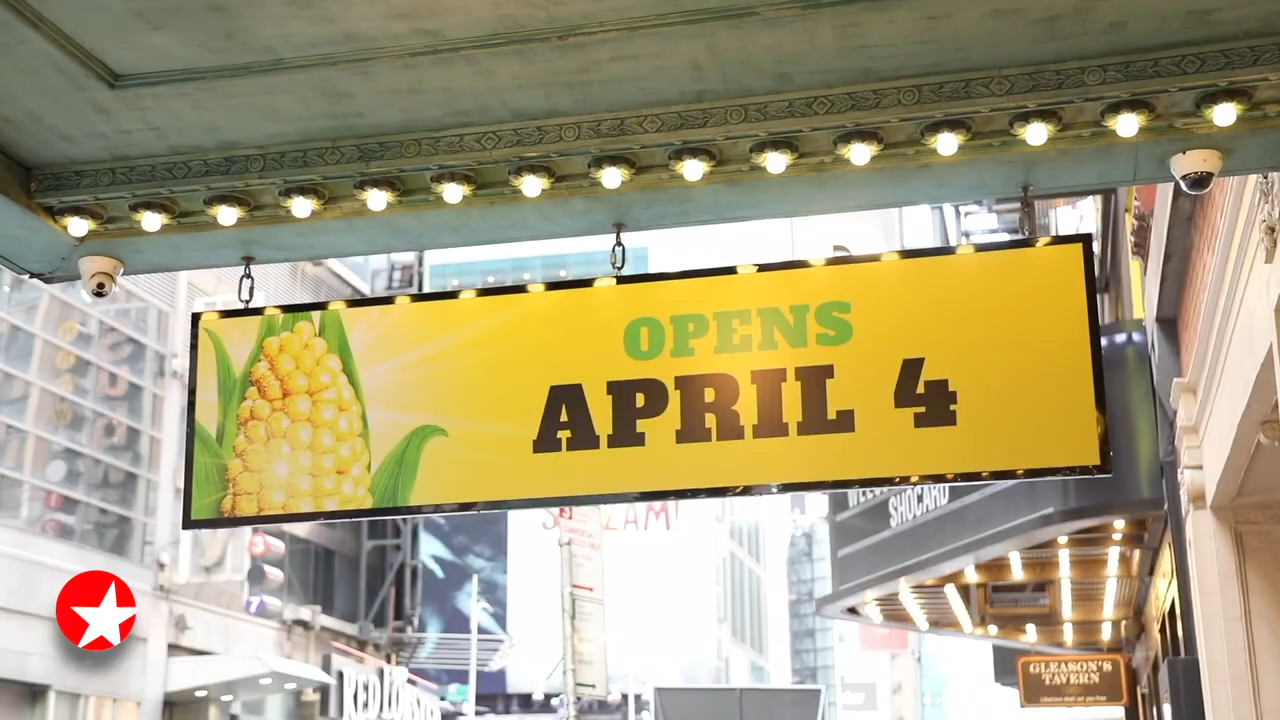 OPENS
APRIL 4
SHOCARD
GLEASON'S
TAVERN
RED LOBSTER